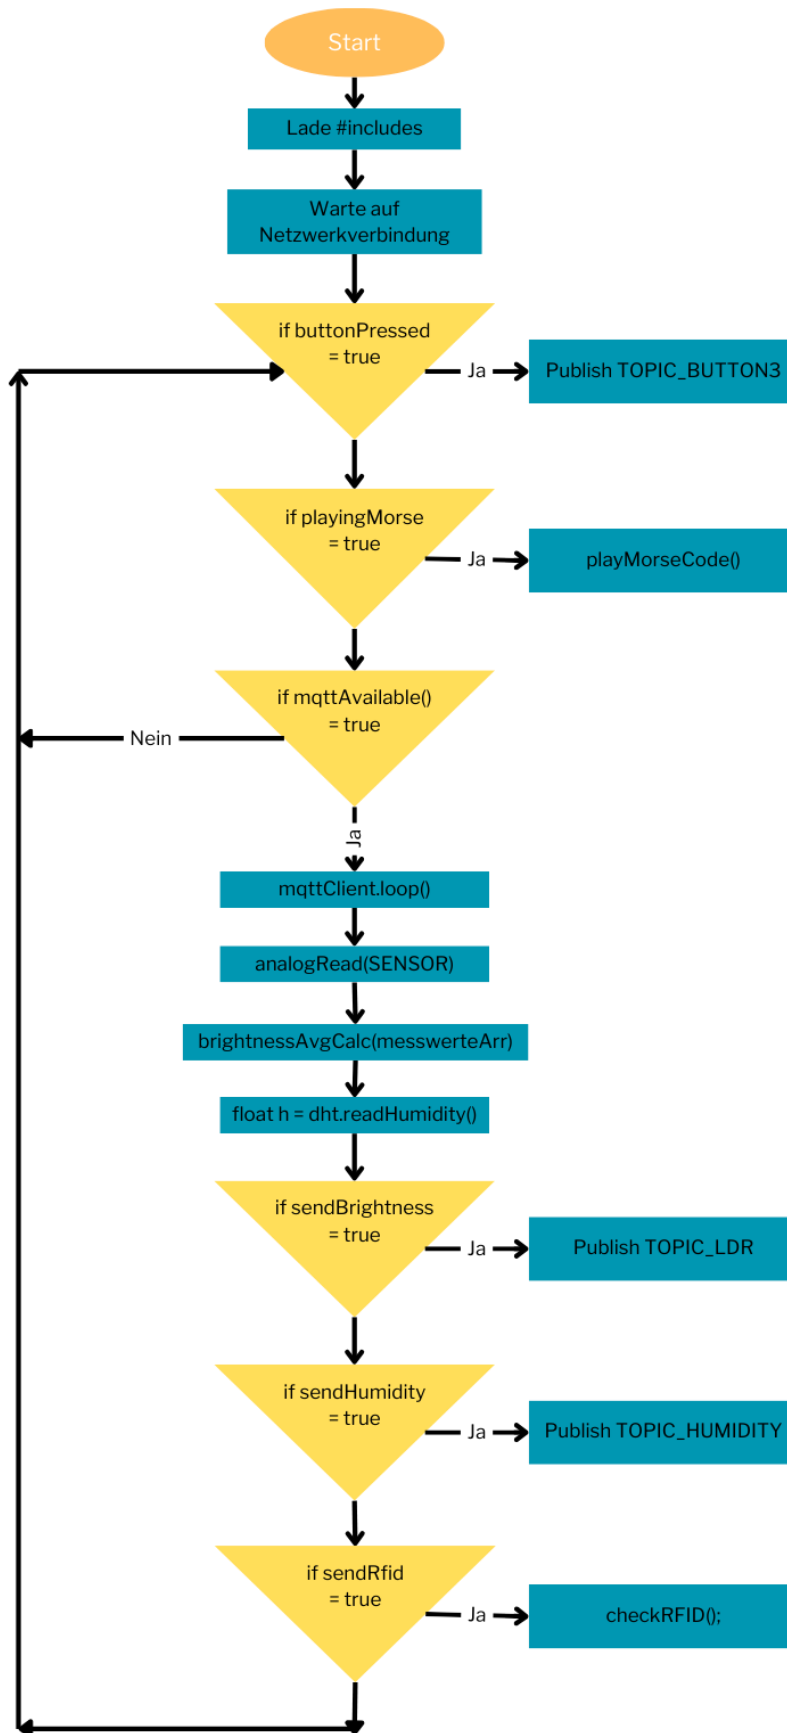 Start
Lade #includes
Warte auf
Netzwerkverbindung
if buttonPressed
= true
Ja
Publish TOPIC_BUTTON3
if playingMorse
= true
Ja
playMorseCode()
if mqttAvailable()
= true
Nein
Ja
mqttClient.loop()
analogRead(SENSOR)
brightnessAvgCalc(messwerteArr)
float h = dht.readHumidity()
if sendBrightness
= true
Ja
Publish TOPIC_LDR
if sendHumidity
= true
Ja
Publish TOPIC_HUMIDITY
if sendRfid
= true
Ja
checkRFID();